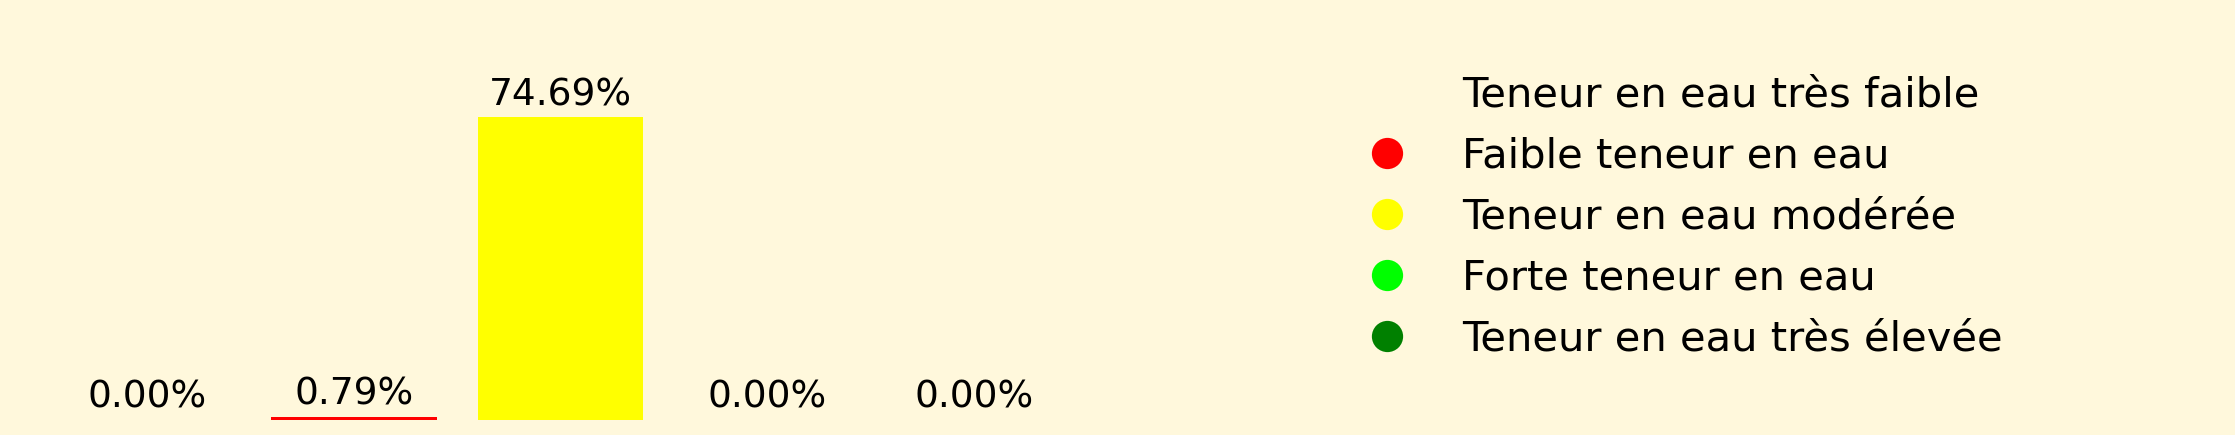 74.69%
0.00%
0.79%
0.00%
0.00%
Teneur en eau très faible
Faible teneur en eau
Teneur en eau modérée
Forte teneur en eau
Teneur en eau très élevée